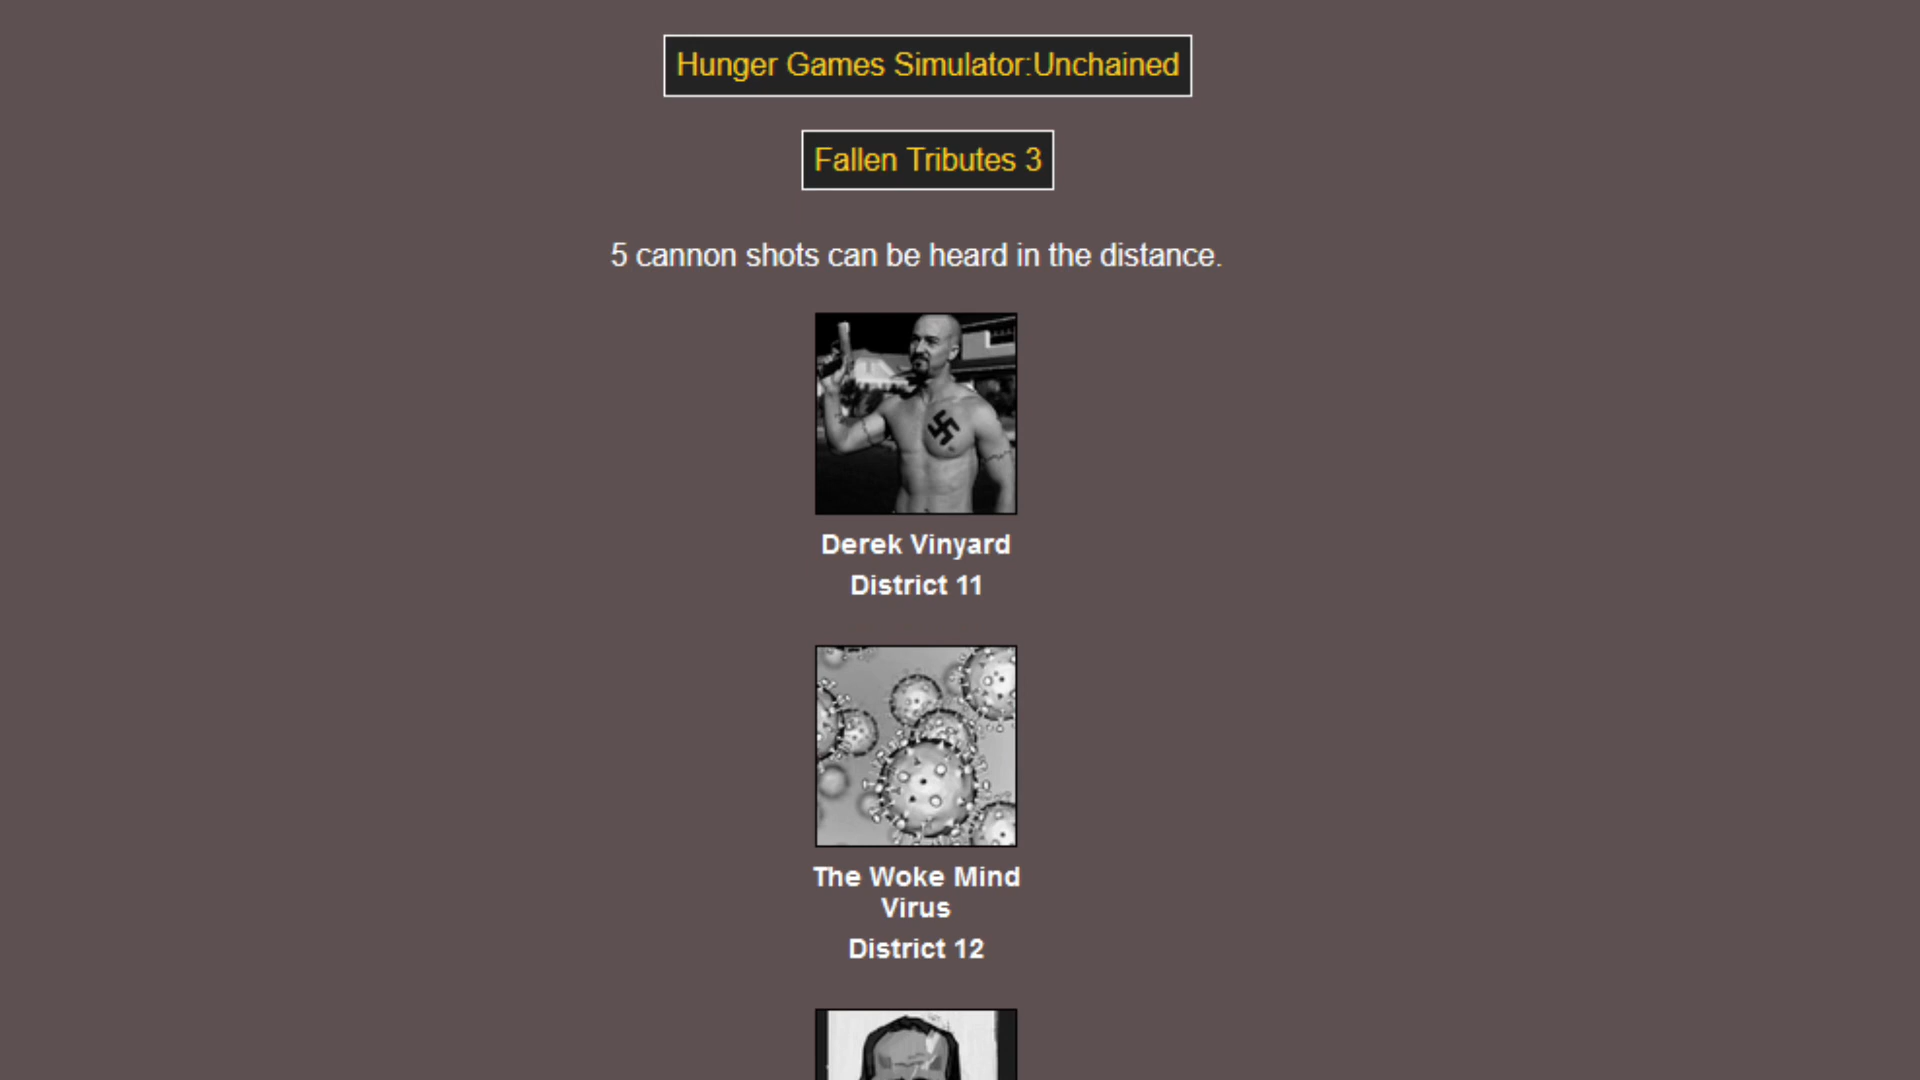 Hunger Games Simulator:Unchained
Fallen Tributes 3
5 cannon shots can be heard in the distance.
Derek Vinyard
District 11
The Woke Mind
Virus
District 12